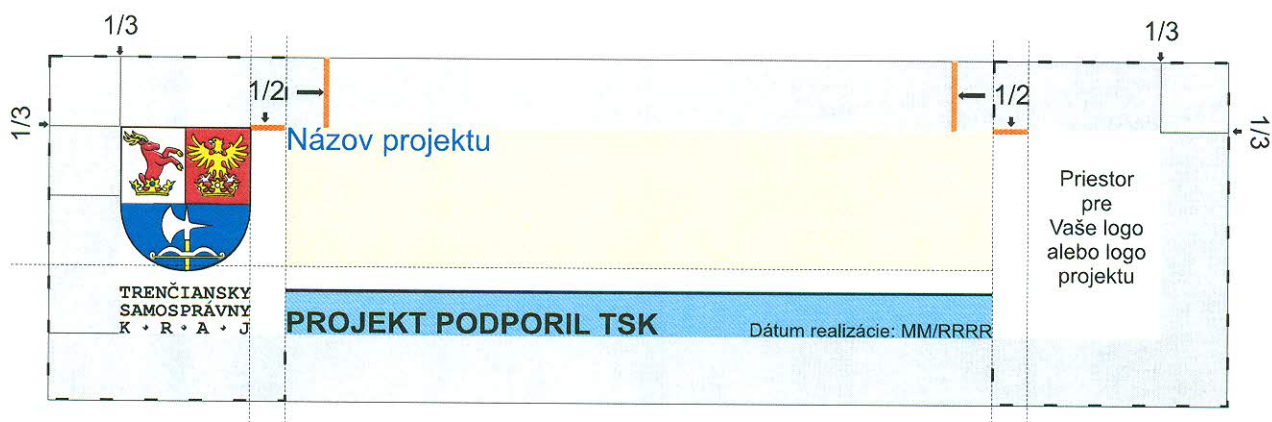 1/3
1/3
1/2
1/2
1/3
1/3
Názov projektu
Priestor
pre
Vaše logo
alebo logo
projektu
TRENČIANSKY
SAMOSPRÁVNY
K • R • A • J
PROJEKT PODPORIL TSK
Dátum realizácie: MM/RRRR